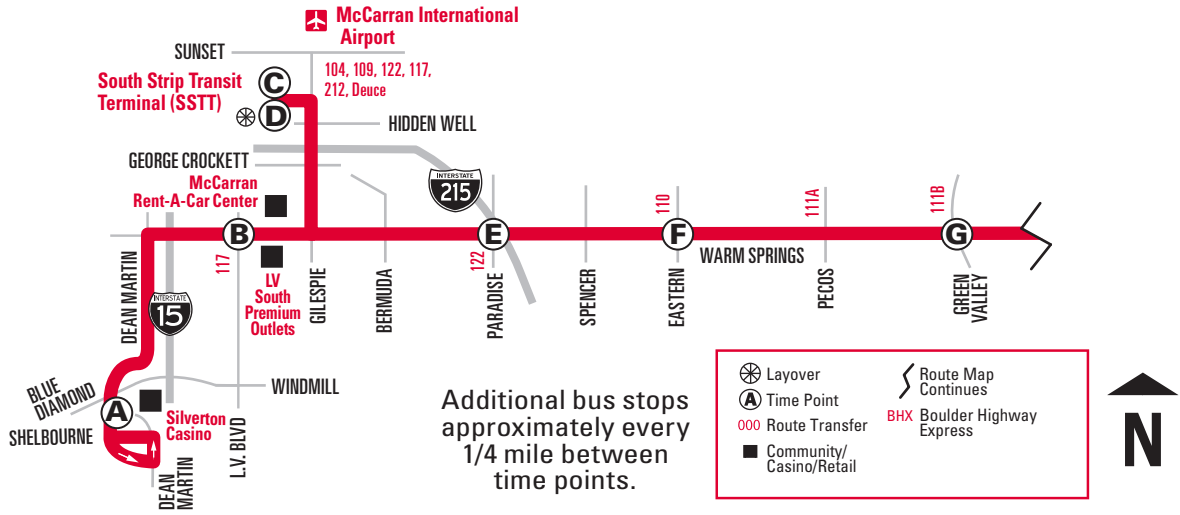 McCarran International
Airport
SUNSET
104, 109, 122, 117,
212, Deuce
South Strip Transit
Terminal (SSTT)
C
D
HIDDEN WELL
GEORGE CROCKETT
INTERSTATE
215
McCarran
Rent-A-Car Center
110
111A
111B
B
E
F
G
WARM SPRINGS
117
122
LV
South
Premium
Outlets
DEAN MARTIN
INTERSTATE
15
GILESPIE
BERMUDA
PARADISE
SPENCER
EASTERN
PECOS
GREEN
VALLEY
BLUE
DIAMOND
WINDMILL
A
SHELBOURNE
Silverton
Casino
L.V. BLVD
DEAN
MARTIN
Additional bus stops
approximately every
1/4 mile between
time points.
Layover
A Time Point
000 Route Transfer
Community/
Casino/Retail
Route Map
Continues
BHX Boulder Highway
Express
N